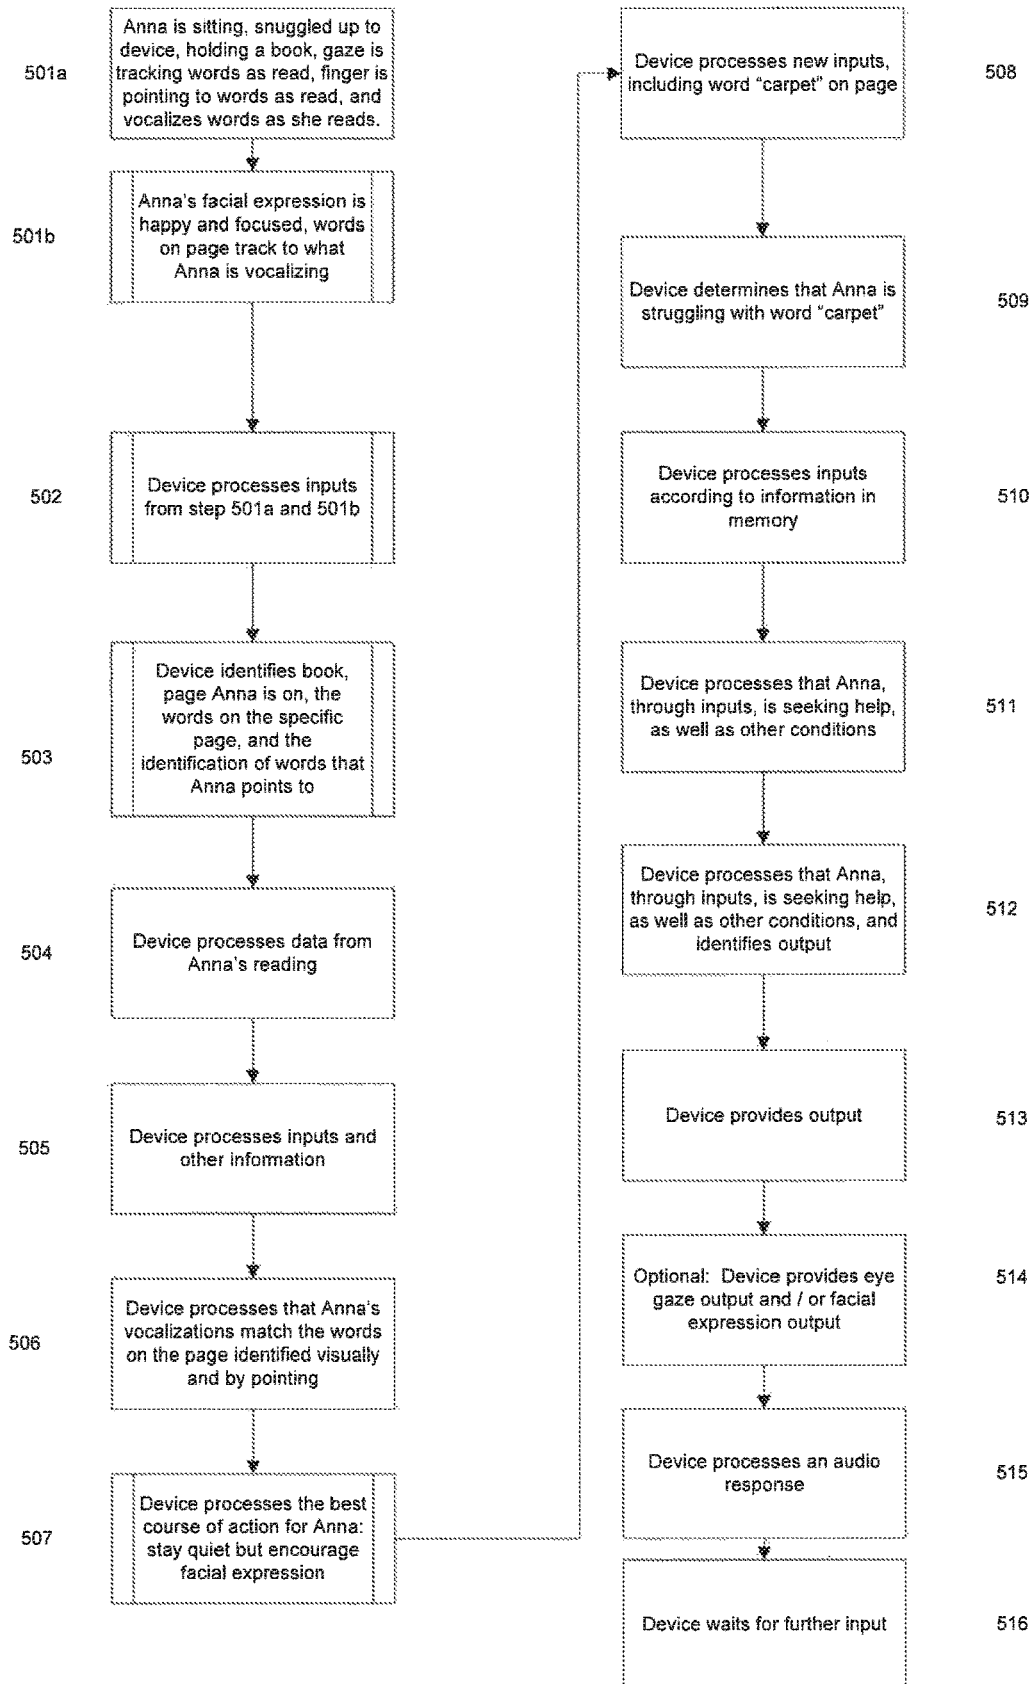 501a
Anna is sitting, snuggled up to
device, holding a book, gaze is
tracking words as read, finger is
pointing to words as read, and
vocalizes words as she reads.
501b
Anna's facial expression is
happy and focused, words
on page track to what
Anna is vocalizing
502
Device processes inputs
from step 501a and 501b
503
Device identifies book,
page Anna is on, the
words on the specific
page, and the
identification of words that
Anna points to
504
Device processes data from
Anna's reading
505
Device processes inputs and
other information
506
Device processes that Anna's
vocalizations match the words
on the page identified visually
and by pointing
507
Device processes the best
course of action for Anna:
stay quiet but encourage
facial expression
Device processes new inputs,
including word "carpet" on page
508
Device determines that Anna is
struggling with word "carpet"
509
Device processes inputs
according to information in
memory
510
Device processes that Anna,
through inputs, is seeking help,
as well as other conditions
511
Device processes that Anna,
through inputs, is seeking help,
as well as other conditions, and
identifies output
512
Device provides output
513
Optional: Device provides eye
gaze output and / or facial
expression output
514
Device processes an audio
response
515
Device waits for further input
516